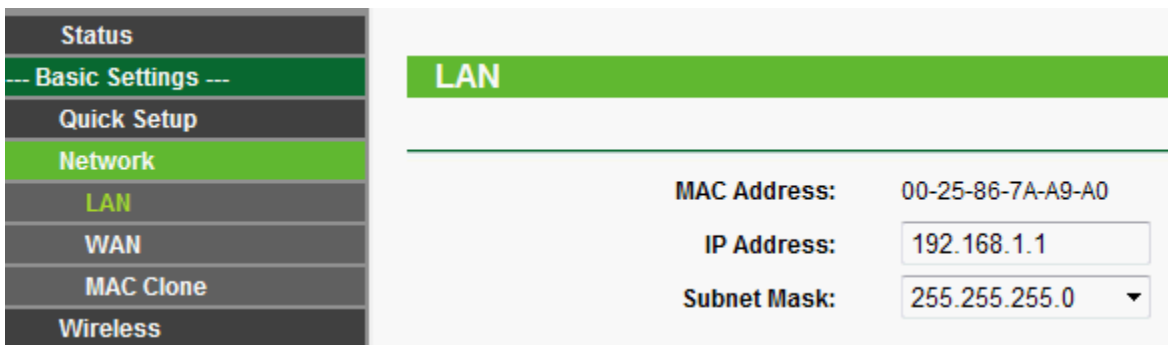 Status
--- Basic Settings ---
Quick Setup
Network
LAN
WAN
MAC Clone
Wireless
LAN
MAC Address: 00-25-86-7A-A9-A0
IP Address: 192.168.1.1
Subnet Mask: 255.255.255.0